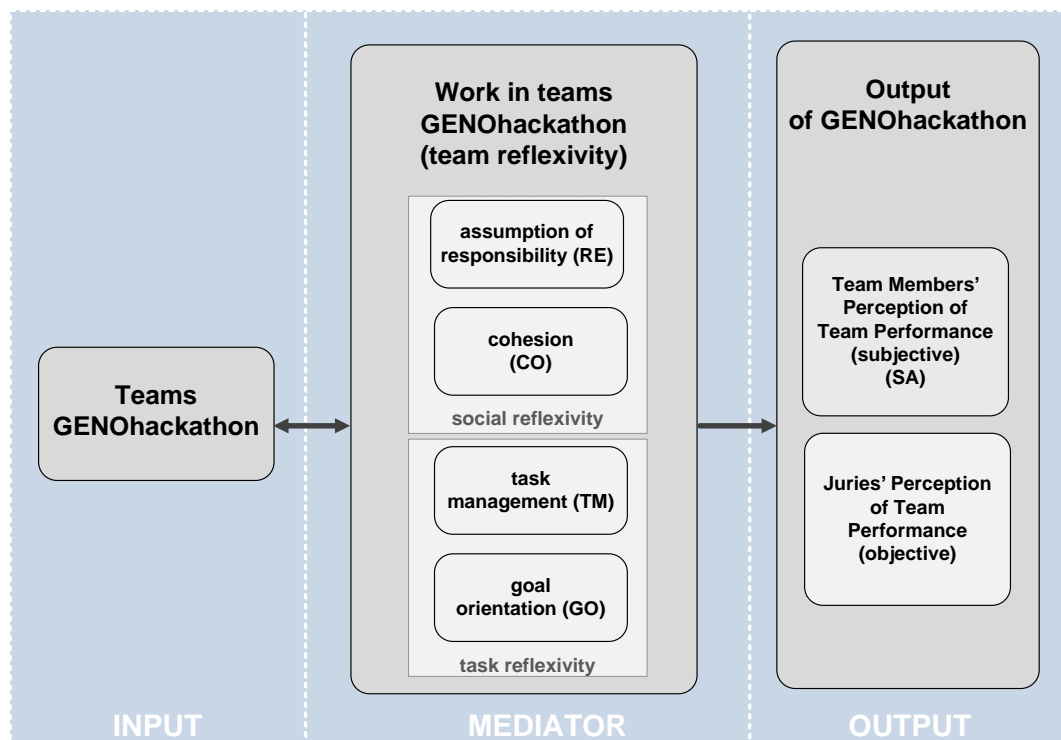 Teams
GENOhackathon
INPUT
Work in teams
GENOhackathon
(team reflexivity)
assumption of
responsibility (RE)
cohesion
(CO)
social reflexivity
task
management (TM)
goal
orientation (GO)
task reflexivity
MEDIATOR
Output
of GENOhackathon
Team Members’
Perception of
Team Performance
(subjective)
(SA)
Juries’ Perception
of Team
Performance
(objective)
OUTPUT